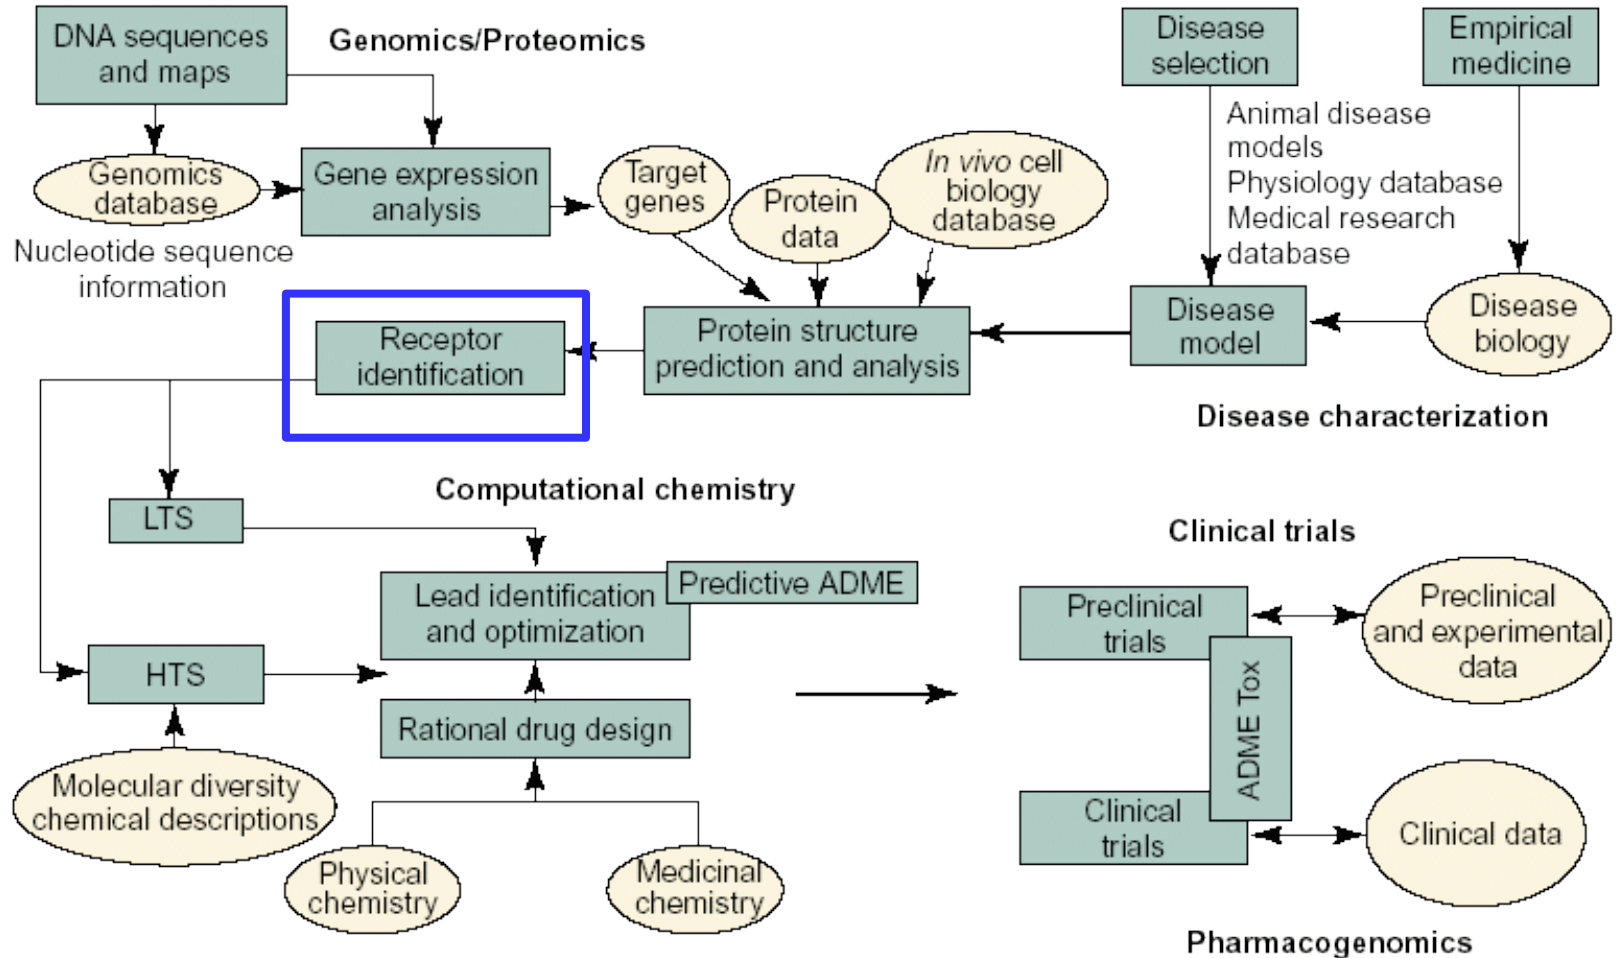 DNA sequences
and maps
Genomics/Proteomics
Disease
selection
Empirical
medicine
Genomics
database
Nucleotide sequence
information
Gene expression
analysis
Target
genes
Protein
data
In vivo cell
biology
database
Animal disease
models
Physiology database
Medical research
database
Receptor
identification
Protein structure
prediction and analysis
Disease
model
Disease
biology
Disease characterization
Computational chemistry
LTS
Lead identification
and optimization
Predictive ADME
HTS
Rational drug design
Molecular diversity
chemical descriptions
Physical
chemistry
Medicinal
chemistry
Clinical trials
Preclinical
trials
Preclinical
and experimental
data
ADME Tox
Clinical
trials
Clinical data
Pharmacogenomics